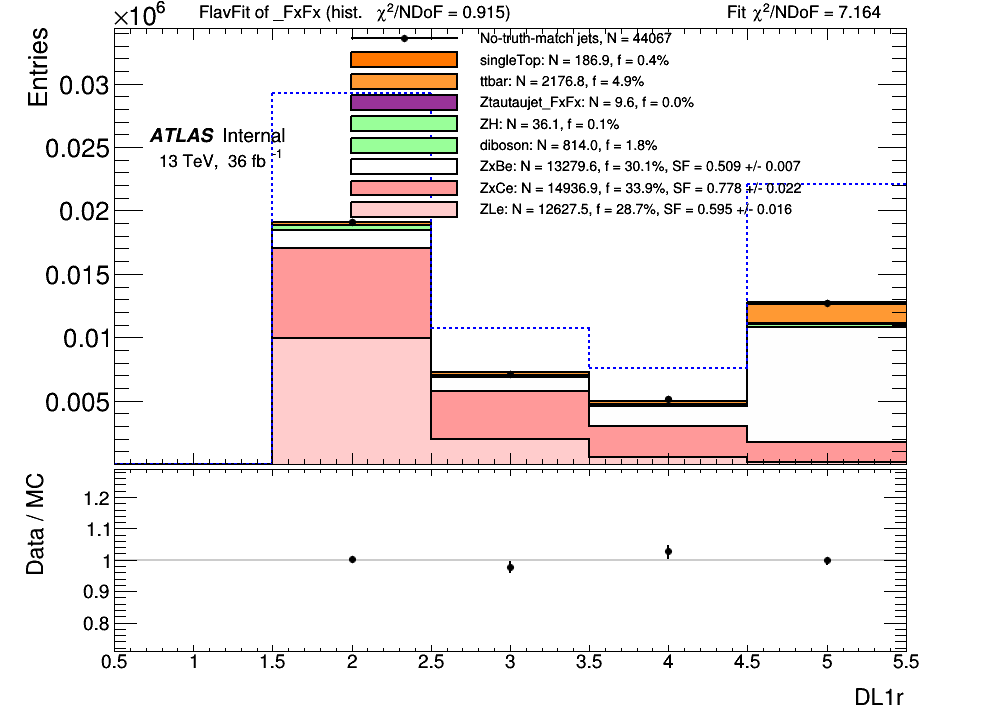 ×10⁶ FlavFit of _FxFx (hist. χ²/NDoF = 0.915) Fit χ²/NDoF = 7.164
Entries
No-truth-match jets, N = 44067
singleTop: N = 186.9, f = 0.4%
ttbar: N = 2176.8, f = 4.9%
Ztautaujet_FxFx: N = 9.6, f = 0.0%
ZH: N = 36.1, f = 0.1%
diboson: N = 814.0, f = 1.8%
ZxBe: N = 13279.6, f = 30.1%, SF = 0.509 +/- 0.007
ZxCe: N = 14936.9, f = 33.9%, SF = 0.778 +/- 0.022
ZLe: N = 12627.5, f = 28.7%, SF = 0.595 +/- 0.016
ATLAS Internal
13 TeV, 36 fb⁻¹
0.03
0.025
0.02
0.015
0.01
0.005
Data / MC
1.2
1.1
1
0.9
0.8
0.5 1 1.5 2 2.5 3 3.5 4 4.5 5 5.5
DL1r